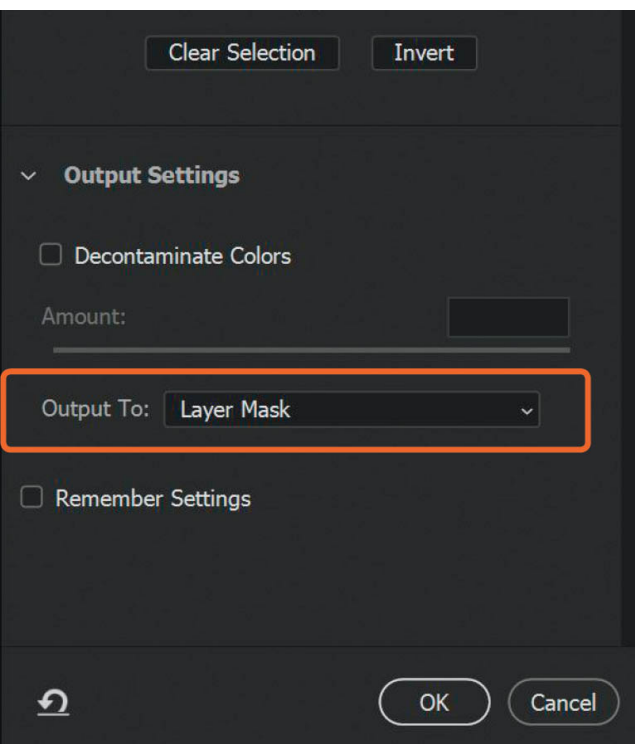 Clear Selection Invert
Output Settings
Decontaminate Colors
Amount:
Output To: Layer Mask
Remember Settings
OK Cancel